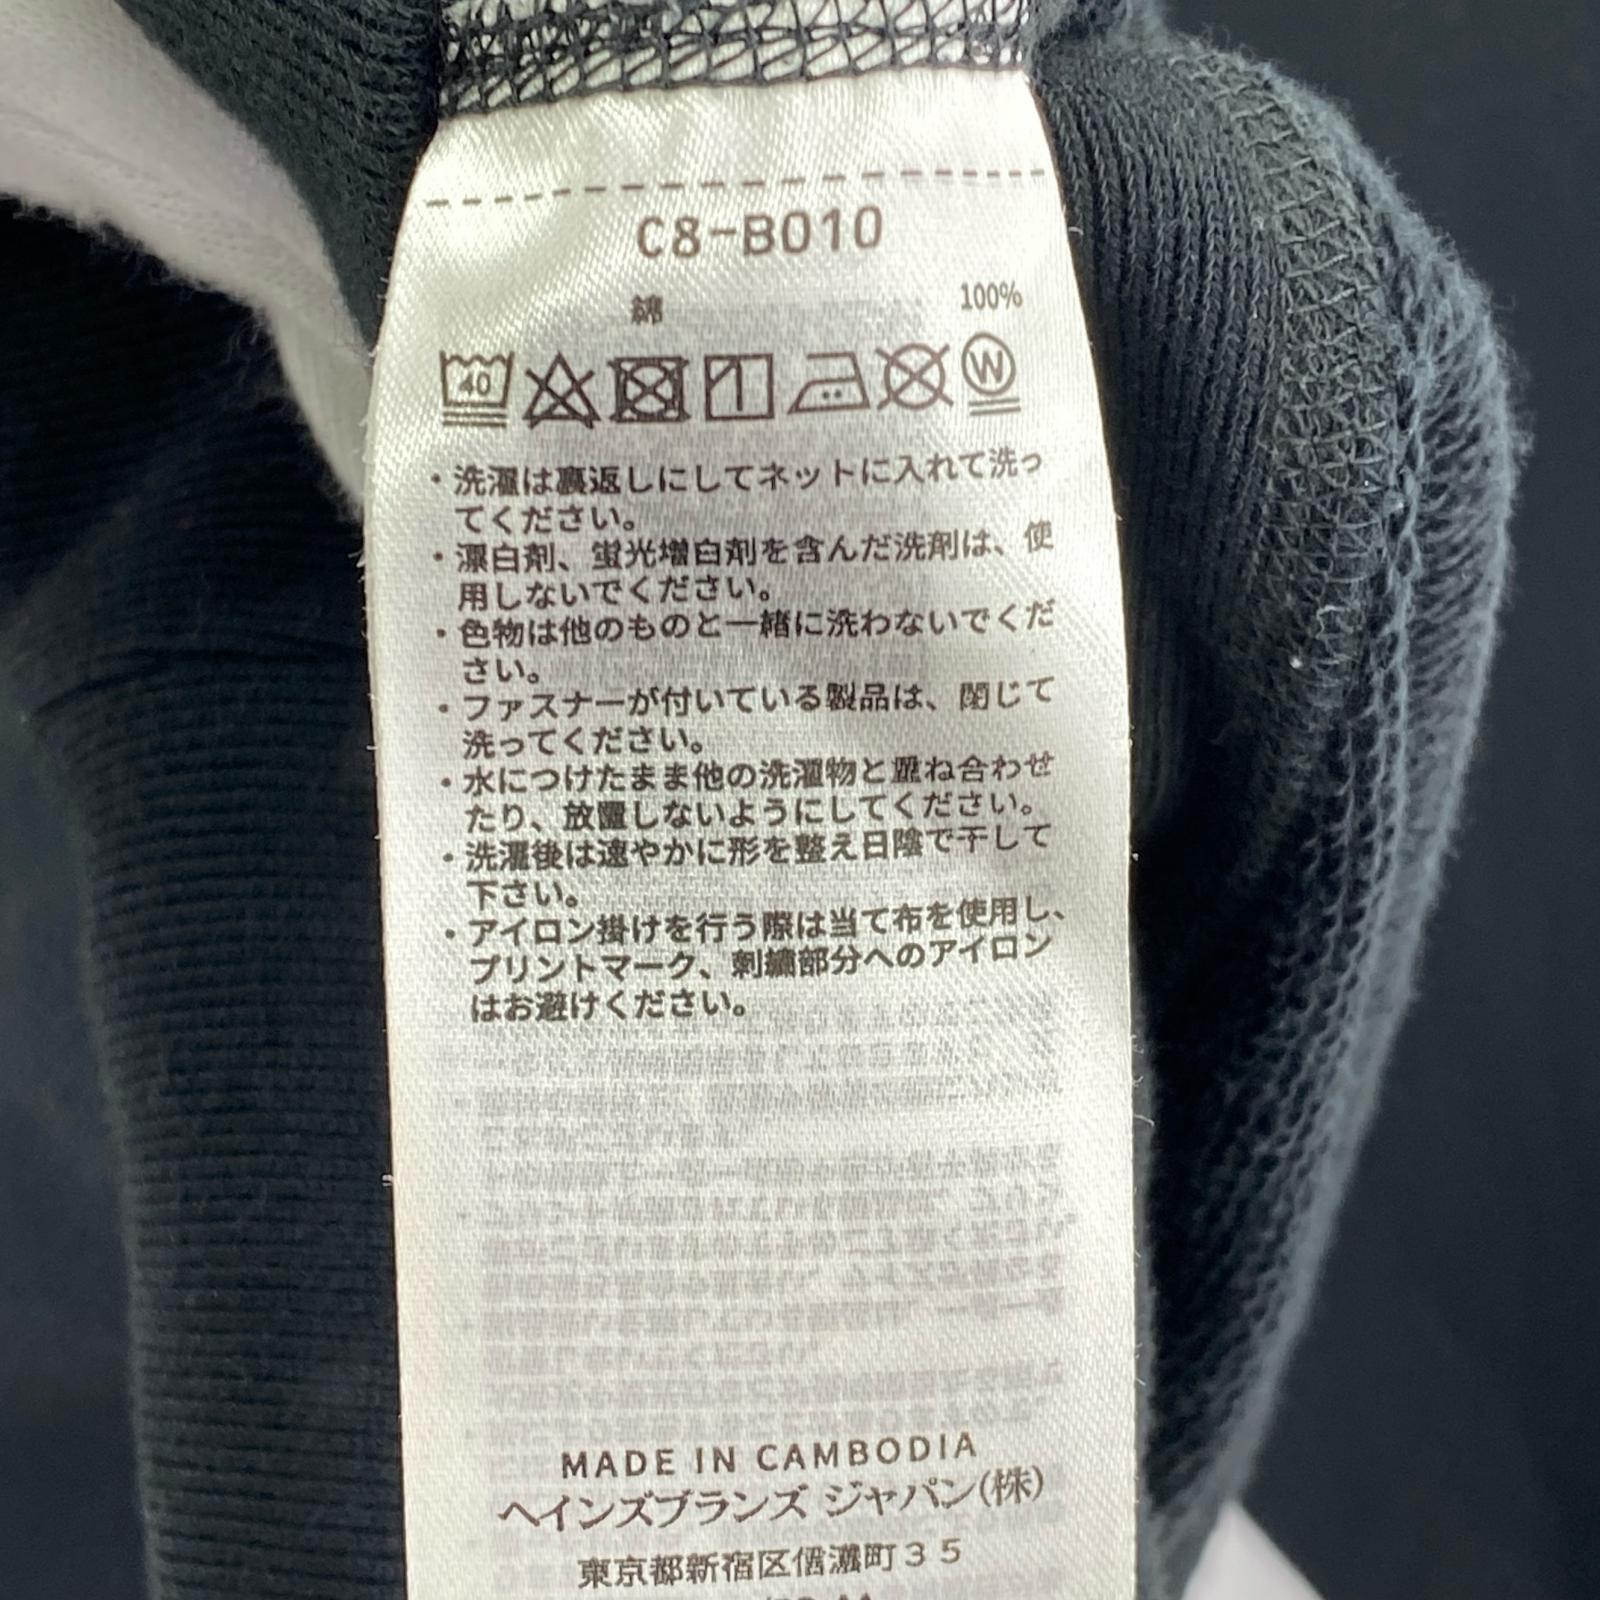 C8-B010
綿 100%
40
W
・洗濯は裏返しにしてネットに入れて洗っ
てください。
・漂白剤、蛍光増白剤を含んだ洗剤は、使
用しないでください。
・色物は他のものと一緒に洗わないでくだ
さい。
・ファスナーが付いている製品は、閉じて
洗ってください。
・水につけたまま他の洗濯物と重ね合わせ
たり、放置しないようにしてください。
・洗濯後は速やかに形を整え日陰で干して
下さい。
・アイロン掛けを行う際は当て布を使用し、
プリントマーク、刺繍部分へのアイロン
はお避けください。
MADE IN CAMBODIA
ヘインズブランズ ジャパン(株)
東京都新宿区信濃町35